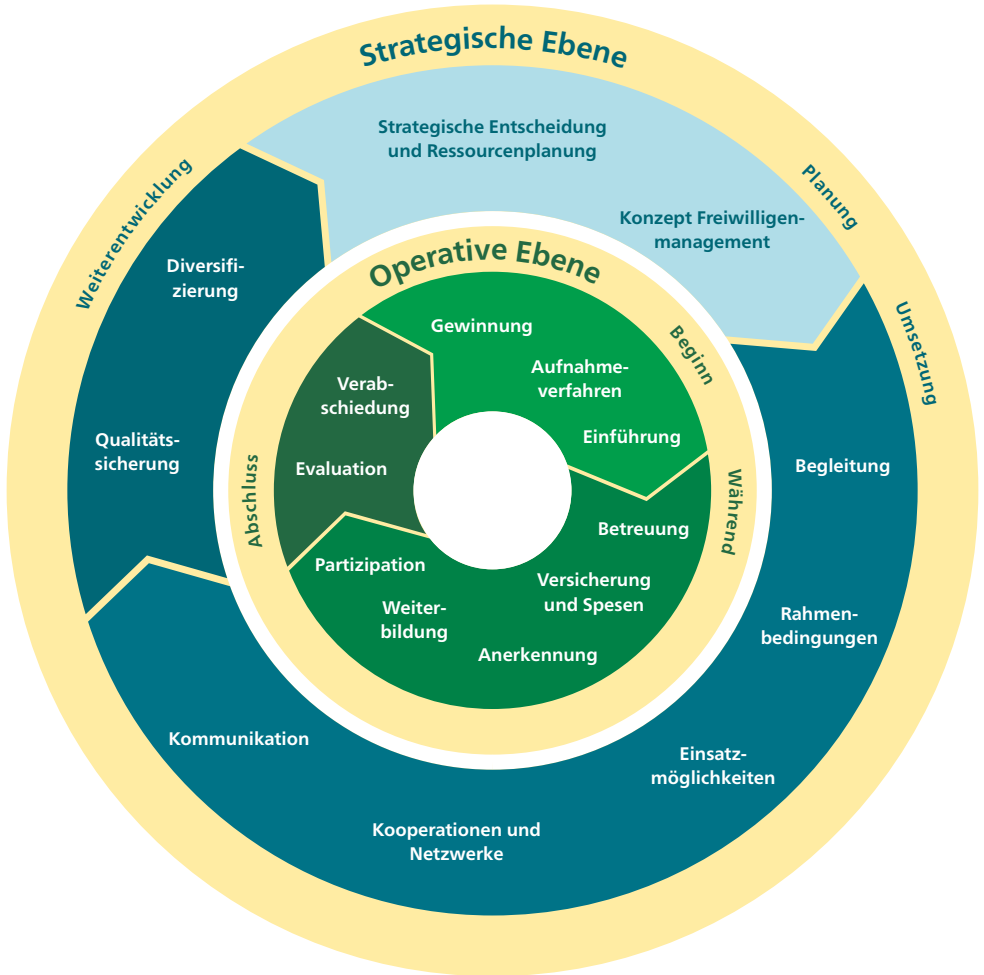 Strategische Ebene
Planung
Strategische Entscheidung
und Ressourcenplanung
Konzept Freiwilligen-
management
Umsetzung
Begleitung
Rahmen-
bedingungen
Einsatz-
möglichkeiten
Kooperationen und
Netzwerke
Kommunikation
Weiterentwicklung
Qualitäts-
sicherung
Diversifi-
zierung
Operative Ebene
Beginn
Gewinnung
Aufnahme-
verfahren
Einführung
Während
Betreuung
Versicherung
und Spesen
Anerkennung
Weiter-
bildung
Partizipation
Abschluss
Evaluation
Verab-
schiedung